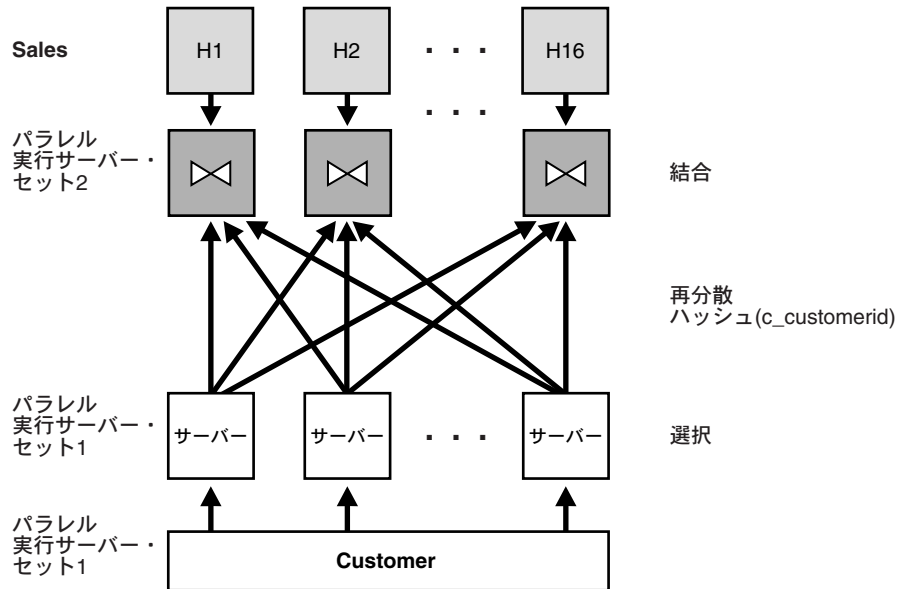 Sales
H1
H2
. . .
H16
. . .
パラレル
実行サーバー・
セット2
結合
再分散
ハッシュ(c_customerid)
パラレル
実行サーバー・
セット1
サーバー
サーバー
. . .
サーバー
選択
パラレル
実行サーバー・
セット1
Customer